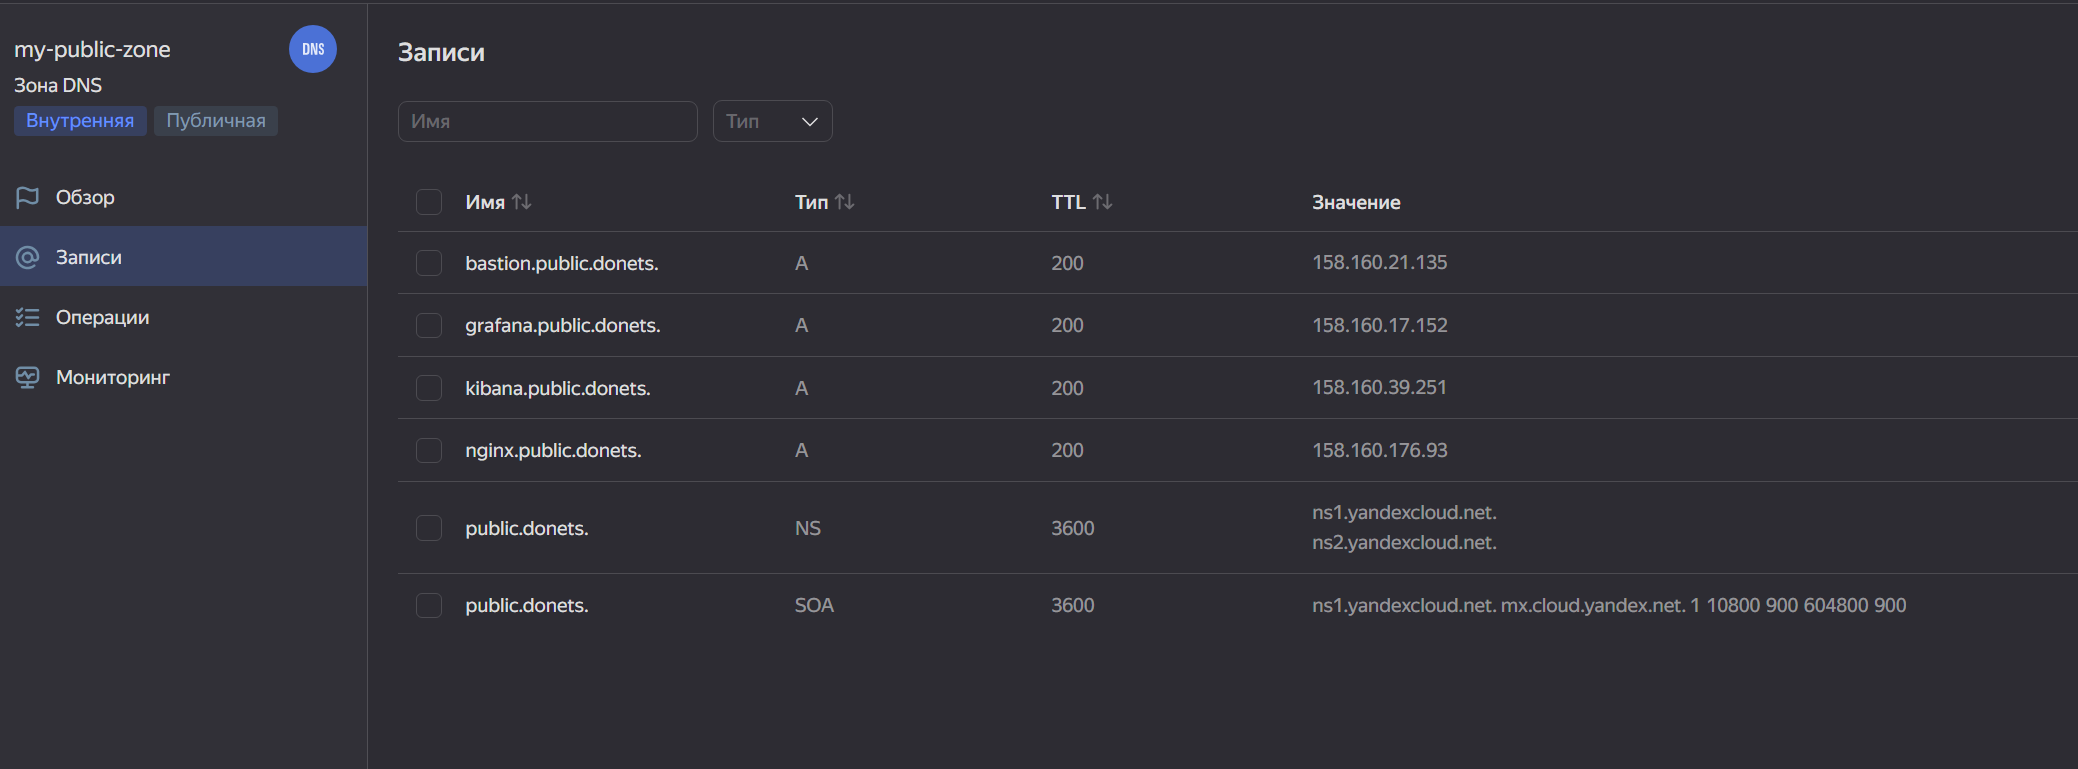 my-public-zone
DNS
Зона DNS
Внутренняя Публичная
Обзор
Записи
Операции
Мониторинг
Записи
Имя Тип
Имя Тип TTL Значение
bastion.public.donets. A 200 158.160.21.135
grafana.public.donets. A 200 158.160.17.152
kibana.public.donets. A 200 158.160.39.251
nginx.public.donets. A 200 158.160.176.93
public.donets. NS 3600 ns1.yandexcloud.net.
ns2.yandexcloud.net.
public.donets. SOA 3600 ns1.yandexcloud.net. mx.cloud.yandex.net. 1 10800 900 604800 900